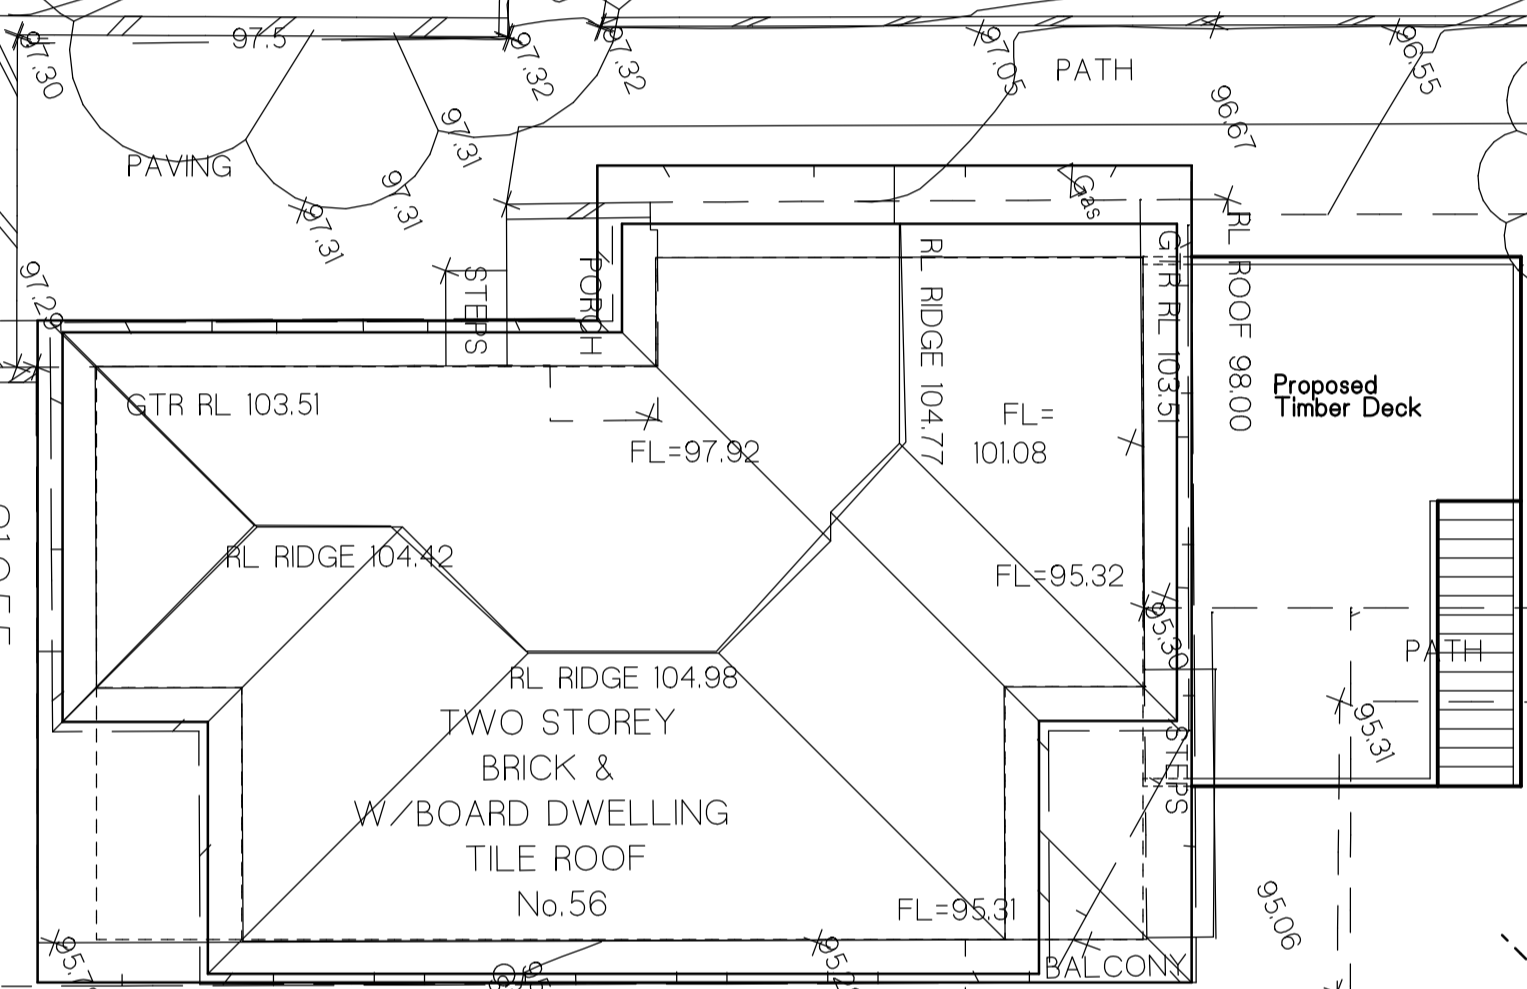 97.30
97.5
97.32
97.32
97.05
PATH
96.55
96.67
97.31
PAVING
97.31
97.31
Gas
97.29
STEPS
PORCH
RL RIDGE 104.77
GTR RL 103.51
RL ROOF 98.00
GTR RL 103.51
FL=97.92
FL=
101.08
Proposed
Timber Deck
RL RIDGE 104.42
FL=95.32
95.30
PATH
RL RIDGE 104.98
TWO STOREY
BRICK &
W/BOARD DWELLING
TILE ROOF
No.56
STEPS
95.31
FL=95.31
95.06
BALCONY